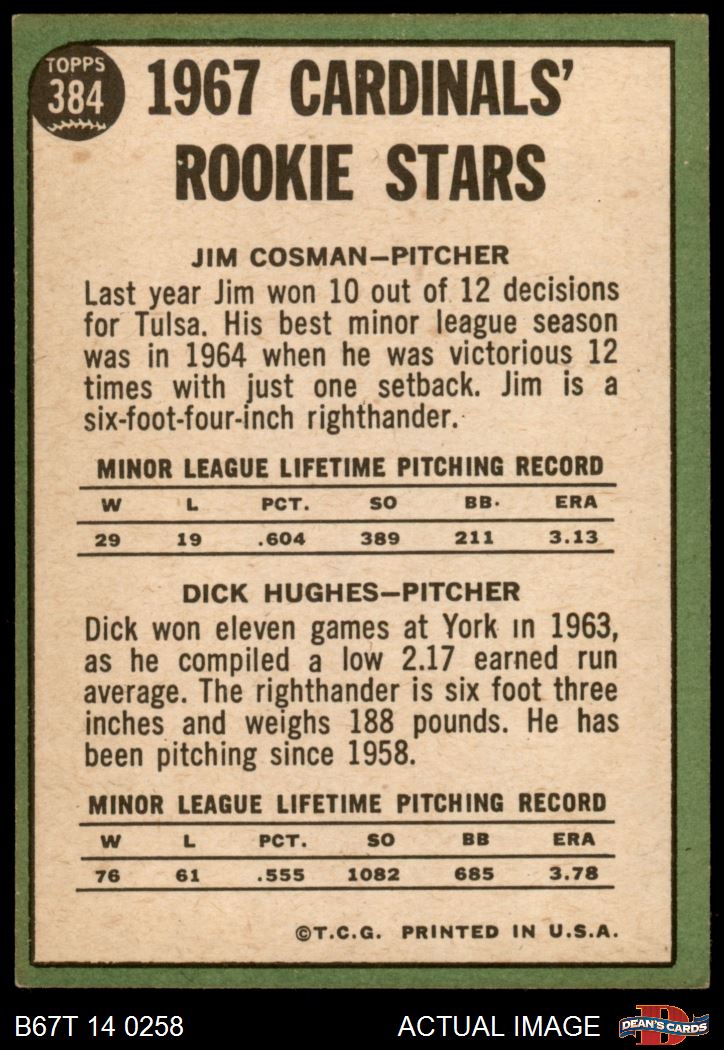 TOPPS
384
1967 CARDINALS'
ROOKIE STARS
JIM COSMAN—PITCHER
Last year Jim won 10 out of 12 decisions
for Tulsa. His best minor league season
was in 1964 when he was victorious 12
times with just one setback. Jim is a
six-foot-four-inch righthander.
MINOR LEAGUE LIFETIME PITCHING RECORD
W L PCT. SO BB. ERA
29 19 .604 389 211 3.13
DICK HUGHES—PITCHER
Dick won eleven games at York in 1963,
as he compiled a low 2.17 earned run
average. The righthander is six foot three
inches and weighs 188 pounds. He has
been pitching since 1958.
MINOR LEAGUE LIFETIME PITCHING RECORD
W L PCT. SO BB ERA
76 61 .555 1082 685 3.78
©T.C.G. PRINTED IN U.S.A.
B67T 14 0258 ACTUAL IMAGE
D
DEAN'S CARDS